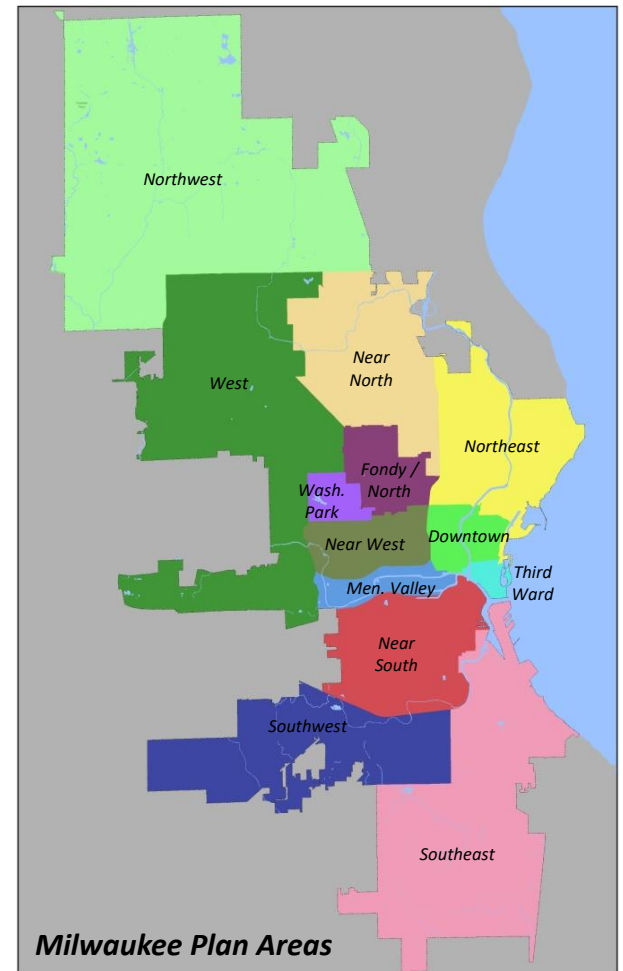 Northwest
West
Near
North
Northeast
Fondy /
North
Wash.
Park
Near West
Downtown
Men. Valley
Third
Ward
Near
South
Southwest
Southeast
Milwaukee Plan Areas